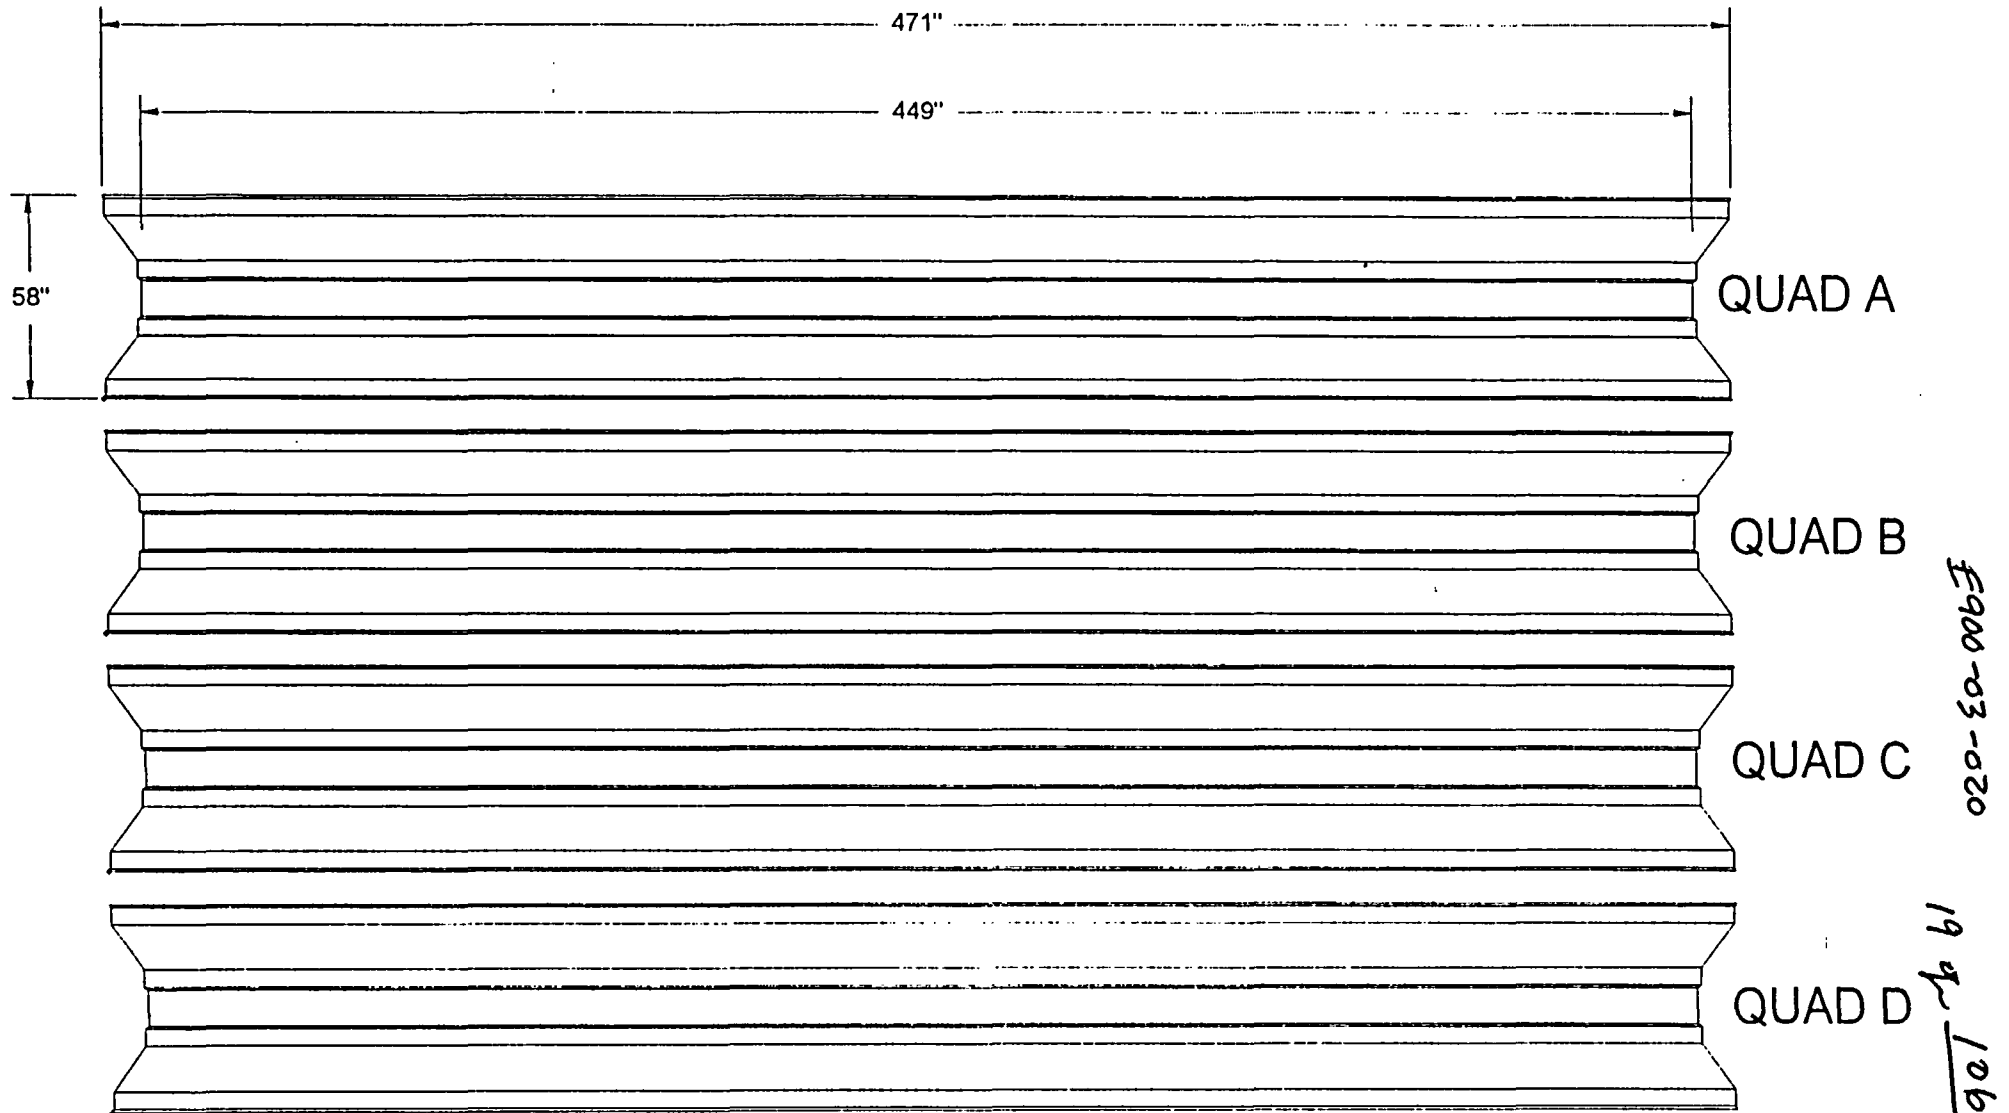 471"
449"
58"
QUAD A
QUAD B
QUAD C
QUAD D
E900-03-020
19 of 106